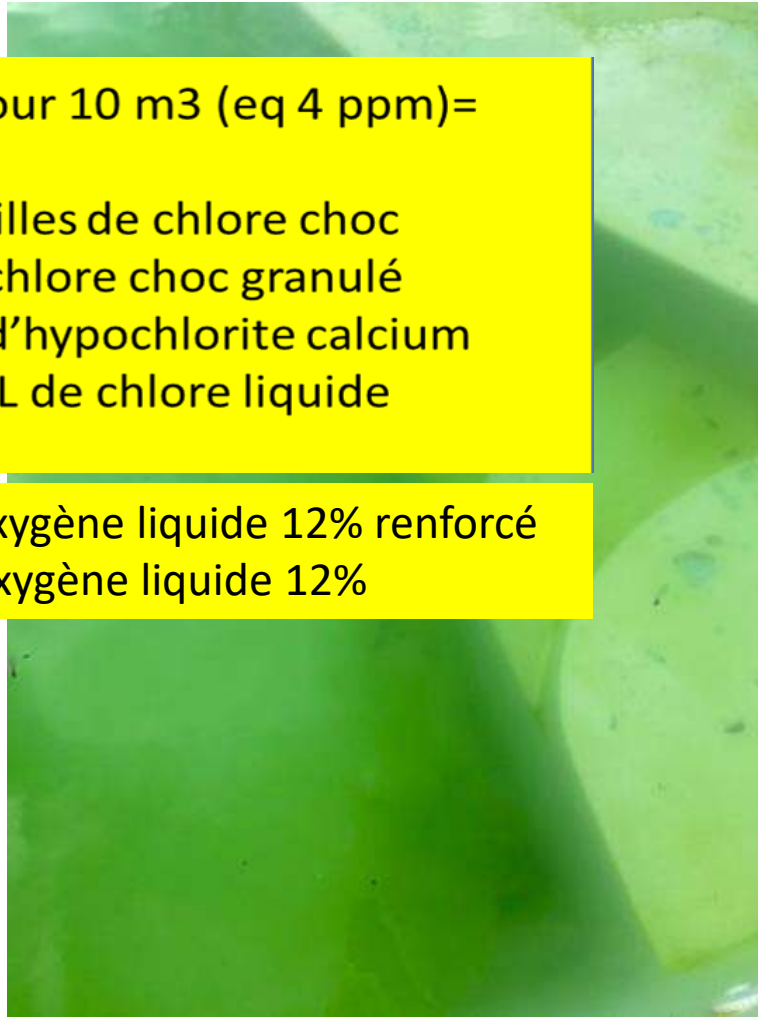 our 10 m3 (eq 4 ppm)=
illes de chlore choc
chlore choc granulé
d'hypochlorite calcium
L de chlore liquide
xygène liquide 12% renforcé
xygène liquide 12%